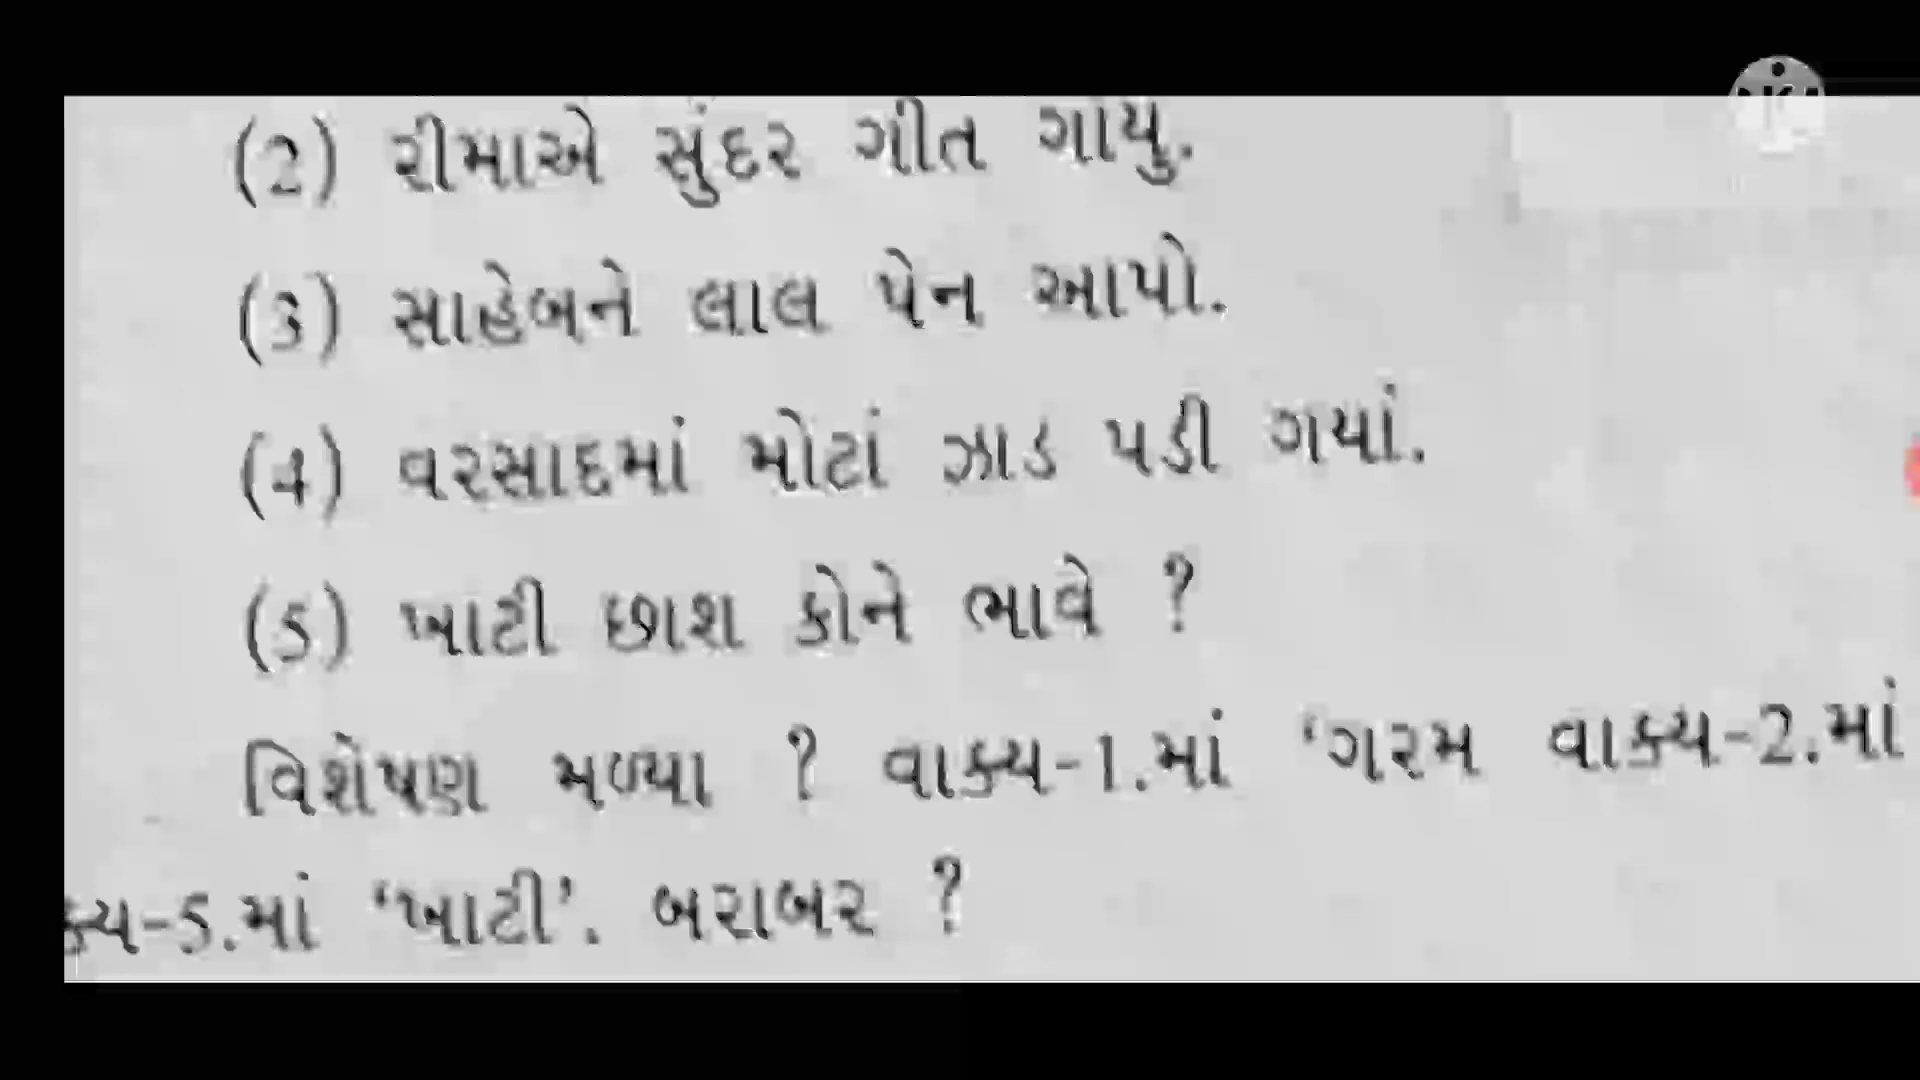 (2) રીમાએ સુંદર ગીત ગાયુ.
(3) સાહેબને લાલ પેન આપો.
(4) વરસાદમાં મોટાં ઝાડ પડી ગયાં.
(5) ખાટી છાશ કોને ભાવે ?
વિશેષણ મળ્યા ? વાક્ય-1.માં ‘ગરમ વાક્ય-2.માં
ક્ય-5.માં ‘ખાટી’. બરાબર ?